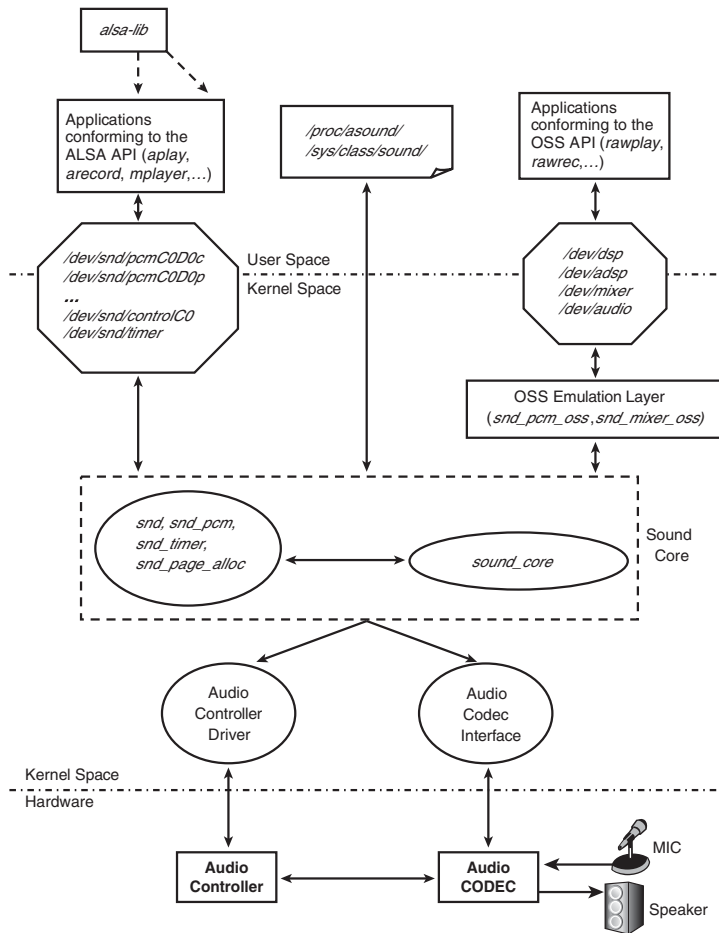 alsa-lib
Applications
conforming to the
ALSA API (aplay,
arecord, mplayer,...)
/proc/asound/
/sys/class/sound/
Applications
conforming to the
OSS API (rawplay,
rawrec,...)
/dev/snd/pcmC0D0c
/dev/snd/pcmC0D0p
...
/dev/snd/controlC0
/dev/snd/timer
User Space
Kernel Space
/dev/dsp
/dev/adsp
/dev/mixer
/dev/audio
OSS Emulation Layer
(snd_pcm_oss,snd_mixer_oss)
snd, snd_pcm,
snd_timer,
snd_page_alloc
sound_core
Sound
Core
Audio
Controller
Driver
Audio
Codec
Interface
Kernel Space
Hardware
Audio
Controller
Audio
CODEC
MIC
Speaker